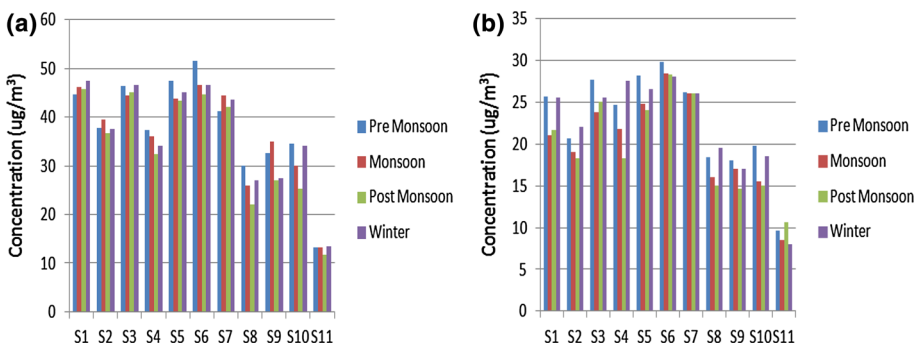 (a)
Concentration (ug/m³)
60
50
40
30
20
10
0
S1 S2 S3 S4 S5 S6 S7 S8 S9 S10 S11
Pre Monsoon
Monsoon
Post Monsoon
Winter
(b)
Concentration (ug/m³)
35
30
25
20
15
10
5
0
S1 S2 S3 S4 S5 S6 S7 S8 S9 S10 S11
Pre Monsoon
Monsoon
Post Monsoon
Winter